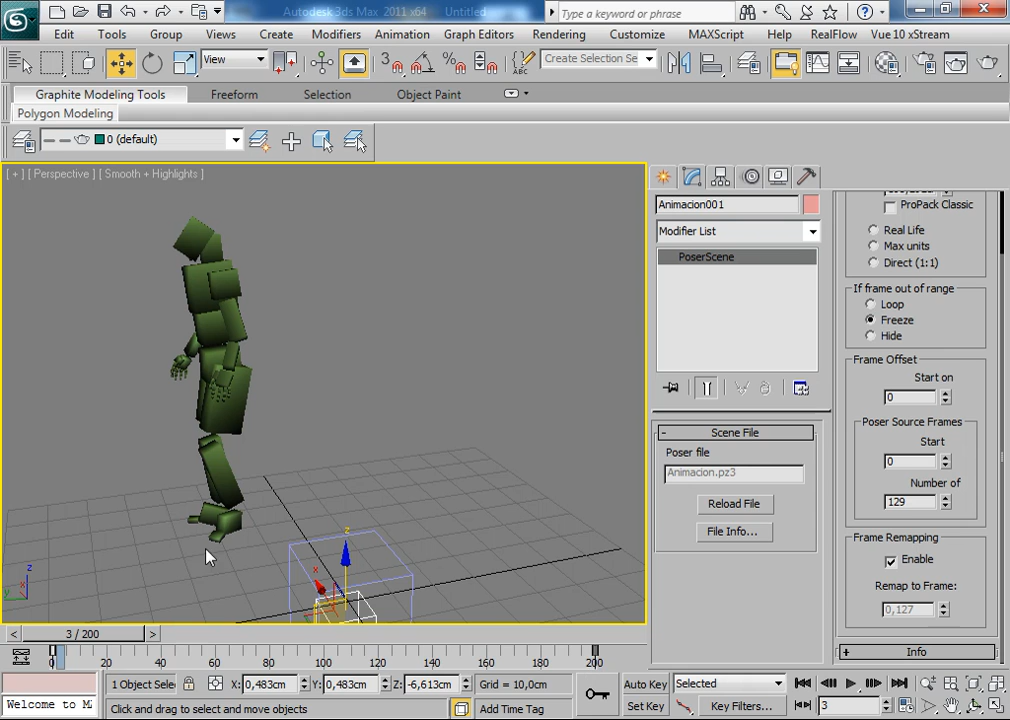 Autodesk 3ds Max 2011 x64 Untitled
Type a keyword or phrase
Edit Tools Group Views Create Modifiers Animation Graph Editors Rendering Customize MAXScript Help RealFlow Vue 10 xStream
View
3
Create Selection Se
Graphite Modeling Tools Freeform Selection Object Paint
Polygon Modeling
0 (default)
[ + ] [ Perspective ] [ Smooth + Highlights ]
Animacion001
Modifier List
PoserScene
- Scene File
Poser file
Animacion.pz3
Reload File
File Info...
ProPack Classic
Real Life
Max units
Direct (1:1)
If frame out of range
Loop
Freeze
Hide
Frame Offset
Start on
0
Poser Source Frames
Start
0
Number of
129
Frame Remapping
Enable
Remap to Frame:
0,127
+ Info
z
x
z
x
y
< 3 / 200 >
0 20 40 60 80 100 120 140 160 180 200
1 Object Sele X: 0,483cm Y: 0,483cm Z: -6,613cm Grid = 10,0cm Auto Key Selected
Welcome to M Click and drag to select and move objects Add Time Tag Set Key Key Filters... 3